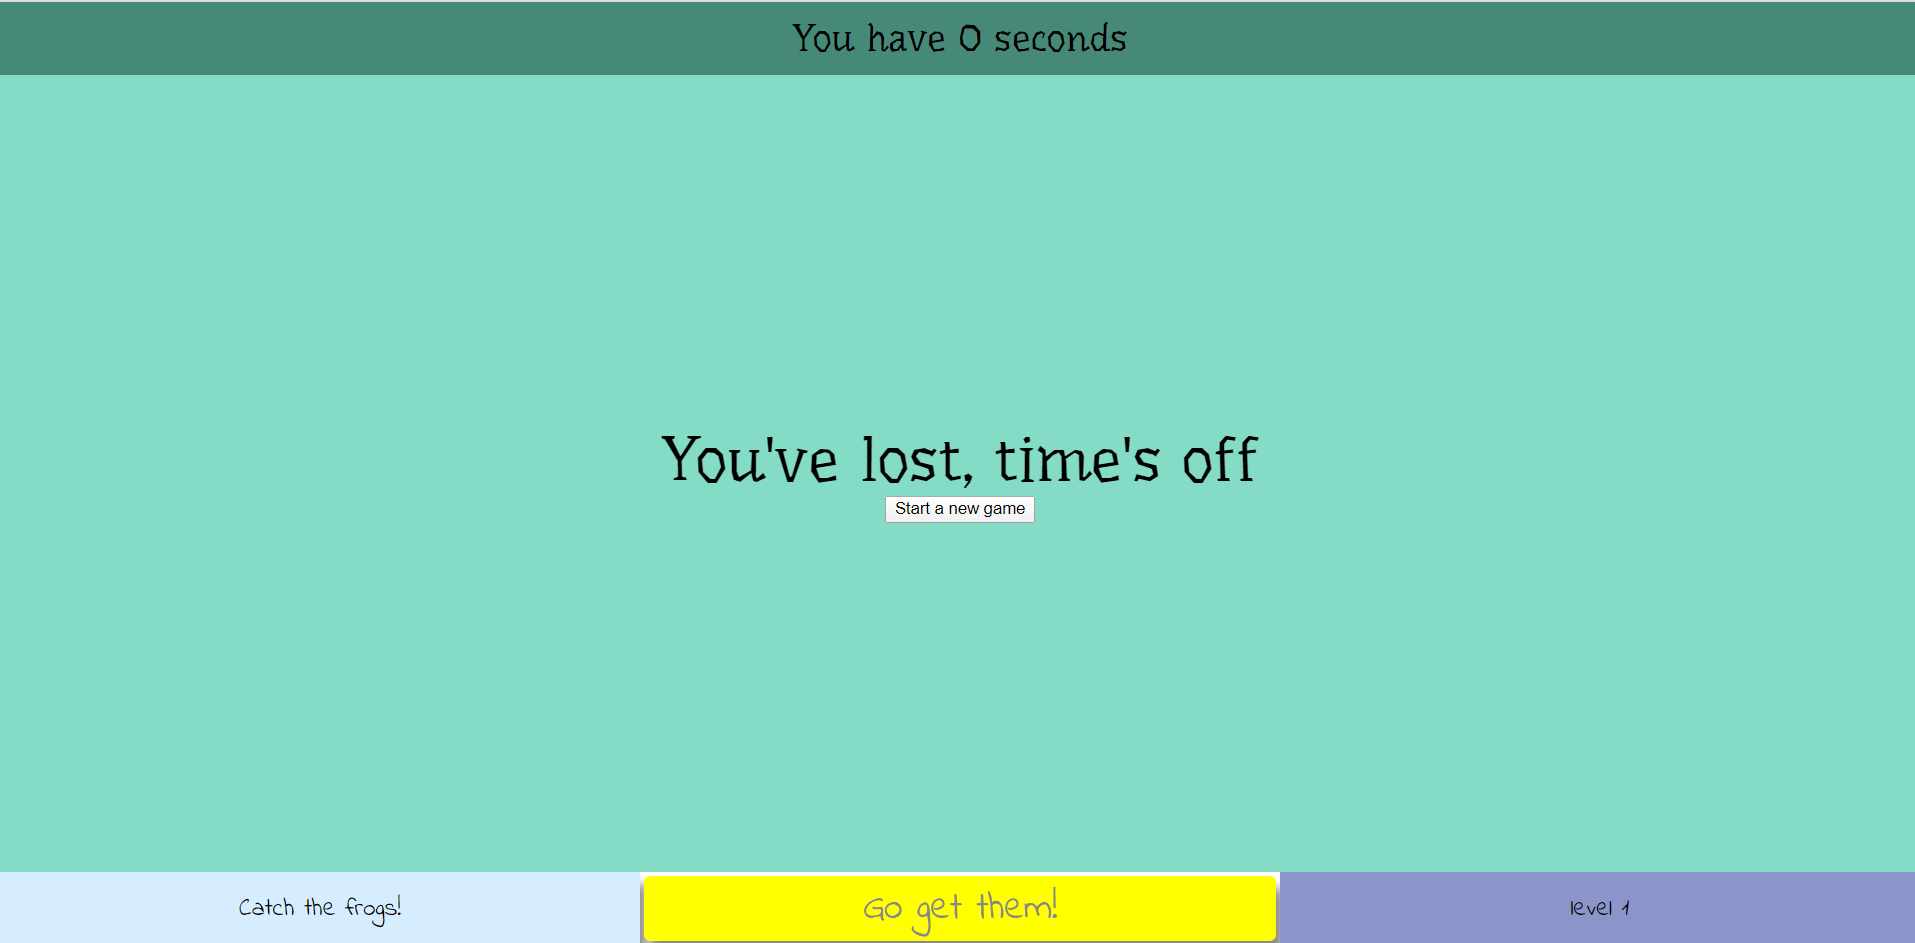 You have 0 seconds
You've lost, time's off
Start a new game
Catch the frogs!
Go get them!
level 1